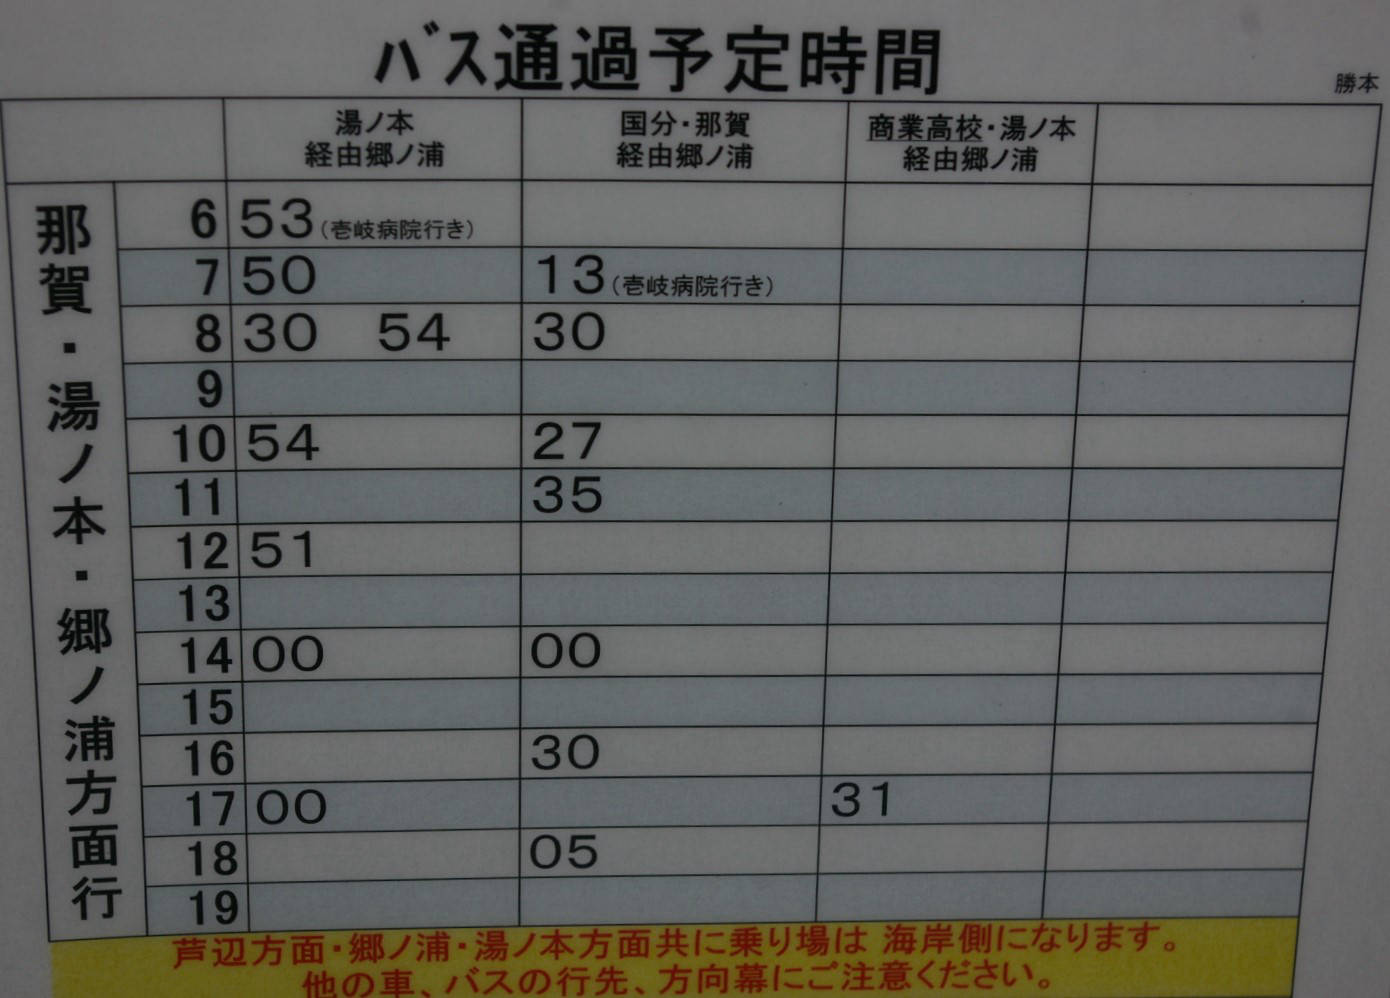 バス通過予定時間
勝本
湯ノ本
経由郷ノ浦
国分・那賀
経由郷ノ浦
商業高校・湯ノ本
経由郷ノ浦
那賀・湯ノ本・郷ノ浦方面行
6 53(壱岐病院行き)
7 50 13(壱岐病院行き)
8 30 54 30
9
10 54 27
11 35
12 51
13
14 00 00
15
16 30
17 00 31
18 05
19
芦辺方面・郷ノ浦・湯ノ本方面共に乗り場は 海岸側になります。
他の車、バスの行先、方向幕にご注意ください。